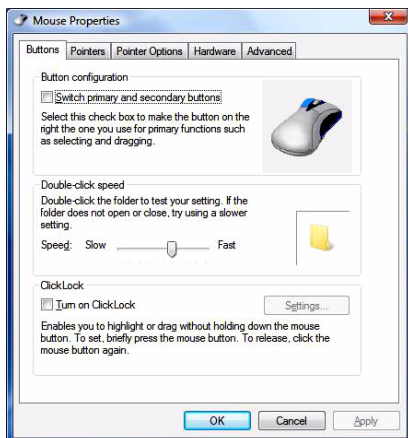 Mouse Properties
Buttons Pointers Pointer Options Hardware Advanced
Button configuration
Switch primary and secondary buttons
Select this check box to make the button on the
right the one you use for primary functions such
as selecting and dragging.
Double-click speed
Double-click the folder to test your setting. If the
folder does not open or close, try using a slower
setting.
Speed: Slow Fast
ClickLock
Turn on ClickLock Settings...
Enables you to highlight or drag without holding down the mouse
button. To set, briefly press the mouse button. To release, click the
mouse button again.
OK Cancel Apply